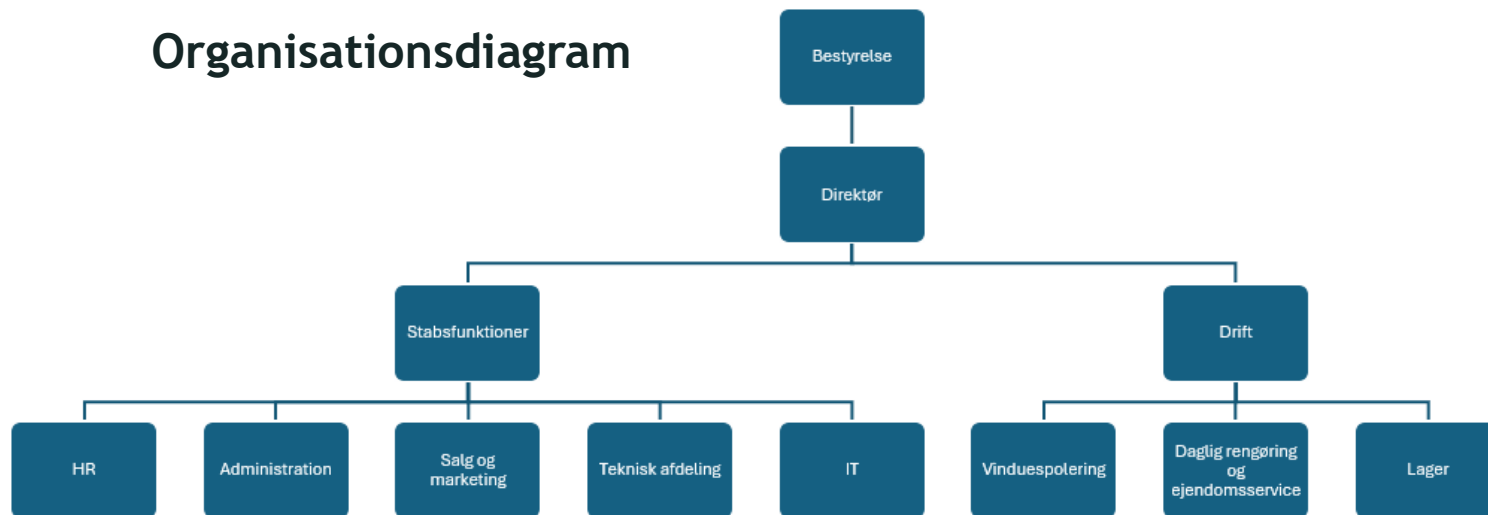 Organisationsdiagram
Bestyrelse
Direktør
Stabsfunktioner
Drift
HR
Administration
Salg og
marketing
Teknisk afdeling
IT
Vinduespolering
Daglig rengøring
og
ejendomsservice
Lager